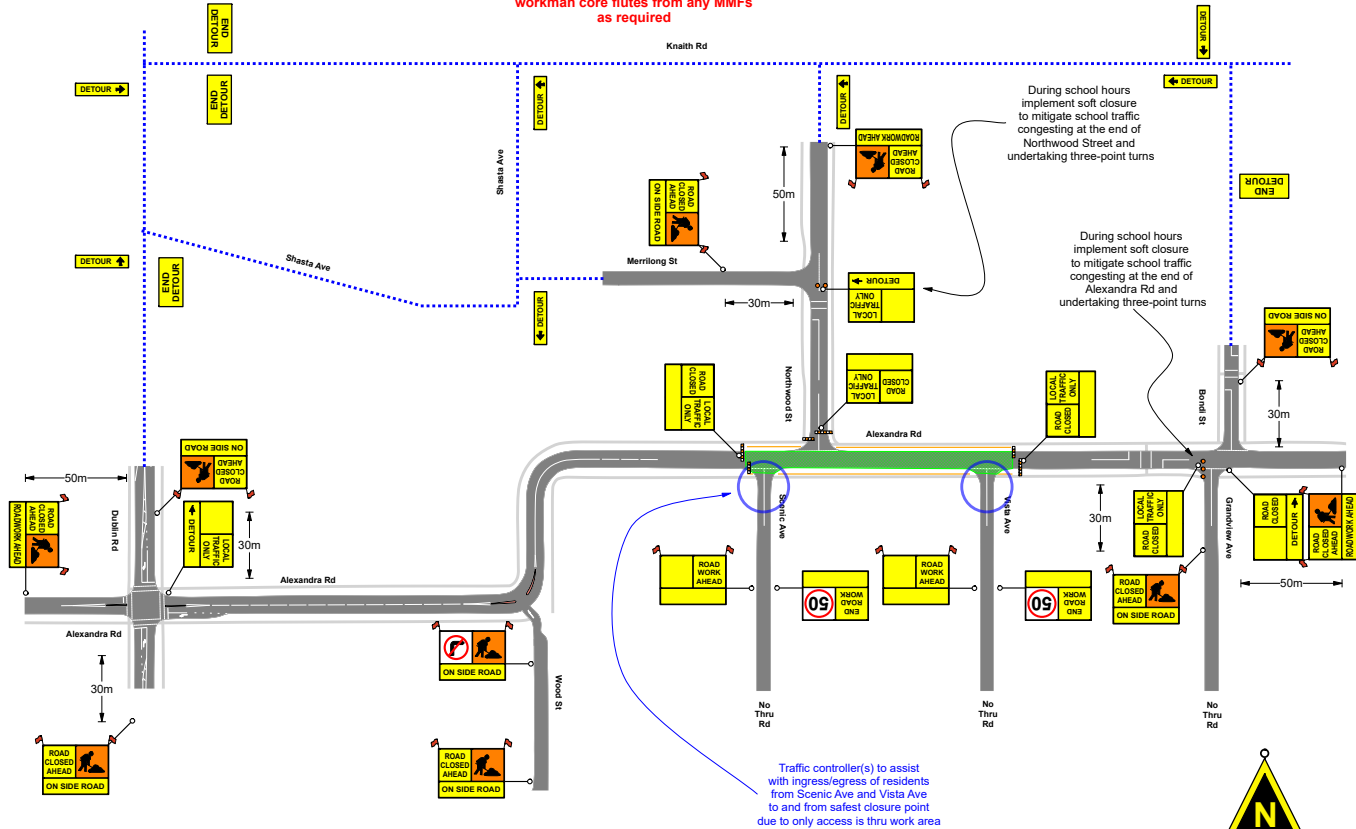 workman core flutes from any MMFs
as required
END
DETOUR
END
DETOUR
Knaith Rd
DETOUR
DETOUR
DETOUR
DETOUR
DETOUR
During school hours
implement soft closure
to mitigate school traffic
congesting at the end of
Northwood Street and
undertaking three-point turns
ROAD
CLOSED
AHEAD
ROADWORK AHEAD
50m
Shasta Ave
ROAD
CLOSED
AHEAD
ON SIDE ROAD
END
DETOUR
During school hours
implement soft closure
to mitigate school traffic
congesting at the end of
Alexandra Rd and
undertaking three-point turns
DETOUR
END
DETOUR
Shasta Ave
Merrilong St
30m
DETOUR
LOCAL
TRAFFIC
ONLY
DETOUR
ROAD
CLOSED
AHEAD
ON SIDE ROAD
30m
Bondi St
Northwood St
ROAD
CLOSED
LOCAL
TRAFFIC
ONLY
ROAD
CLOSED
LOCAL
TRAFFIC
ONLY
LOCAL
TRAFFIC
ONLY
ROAD
CLOSED
Alexandra Rd
50m
ROAD
CLOSED
AHEAD
ON SIDE ROAD
ROAD
CLOSED
AHEAD
ROADWORK AHEAD
Dublin Rd
DETOUR
LOCAL
TRAFFIC
ONLY
30m
Scenic Ave
Vista Ave
30m
LOCAL
TRAFFIC
ONLY
ROAD
CLOSED
Grandview Ave
ROAD
CLOSED
DETOUR
ROAD
CLOSED
AHEAD
ROADWORK AHEAD
50m
Alexandra Rd
Alexandra Rd
ROAD
WORK
AHEAD
END
ROAD
WORK
50
ROAD
WORK
AHEAD
END
ROAD
WORK
50
ROAD
CLOSED
AHEAD
ON SIDE ROAD
ON SIDE ROAD
30m
Wood St
No
Thru
Rd
No
Thru
Rd
No
Thru
Rd
ROAD
CLOSED
AHEAD
ON SIDE ROAD
ROAD
CLOSED
AHEAD
ON SIDE ROAD
Traffic controller(s) to assist
with ingress/egress of residents
from Scenic Ave and Vista Ave
to and from safest closure point
due to only access is thru work area
N